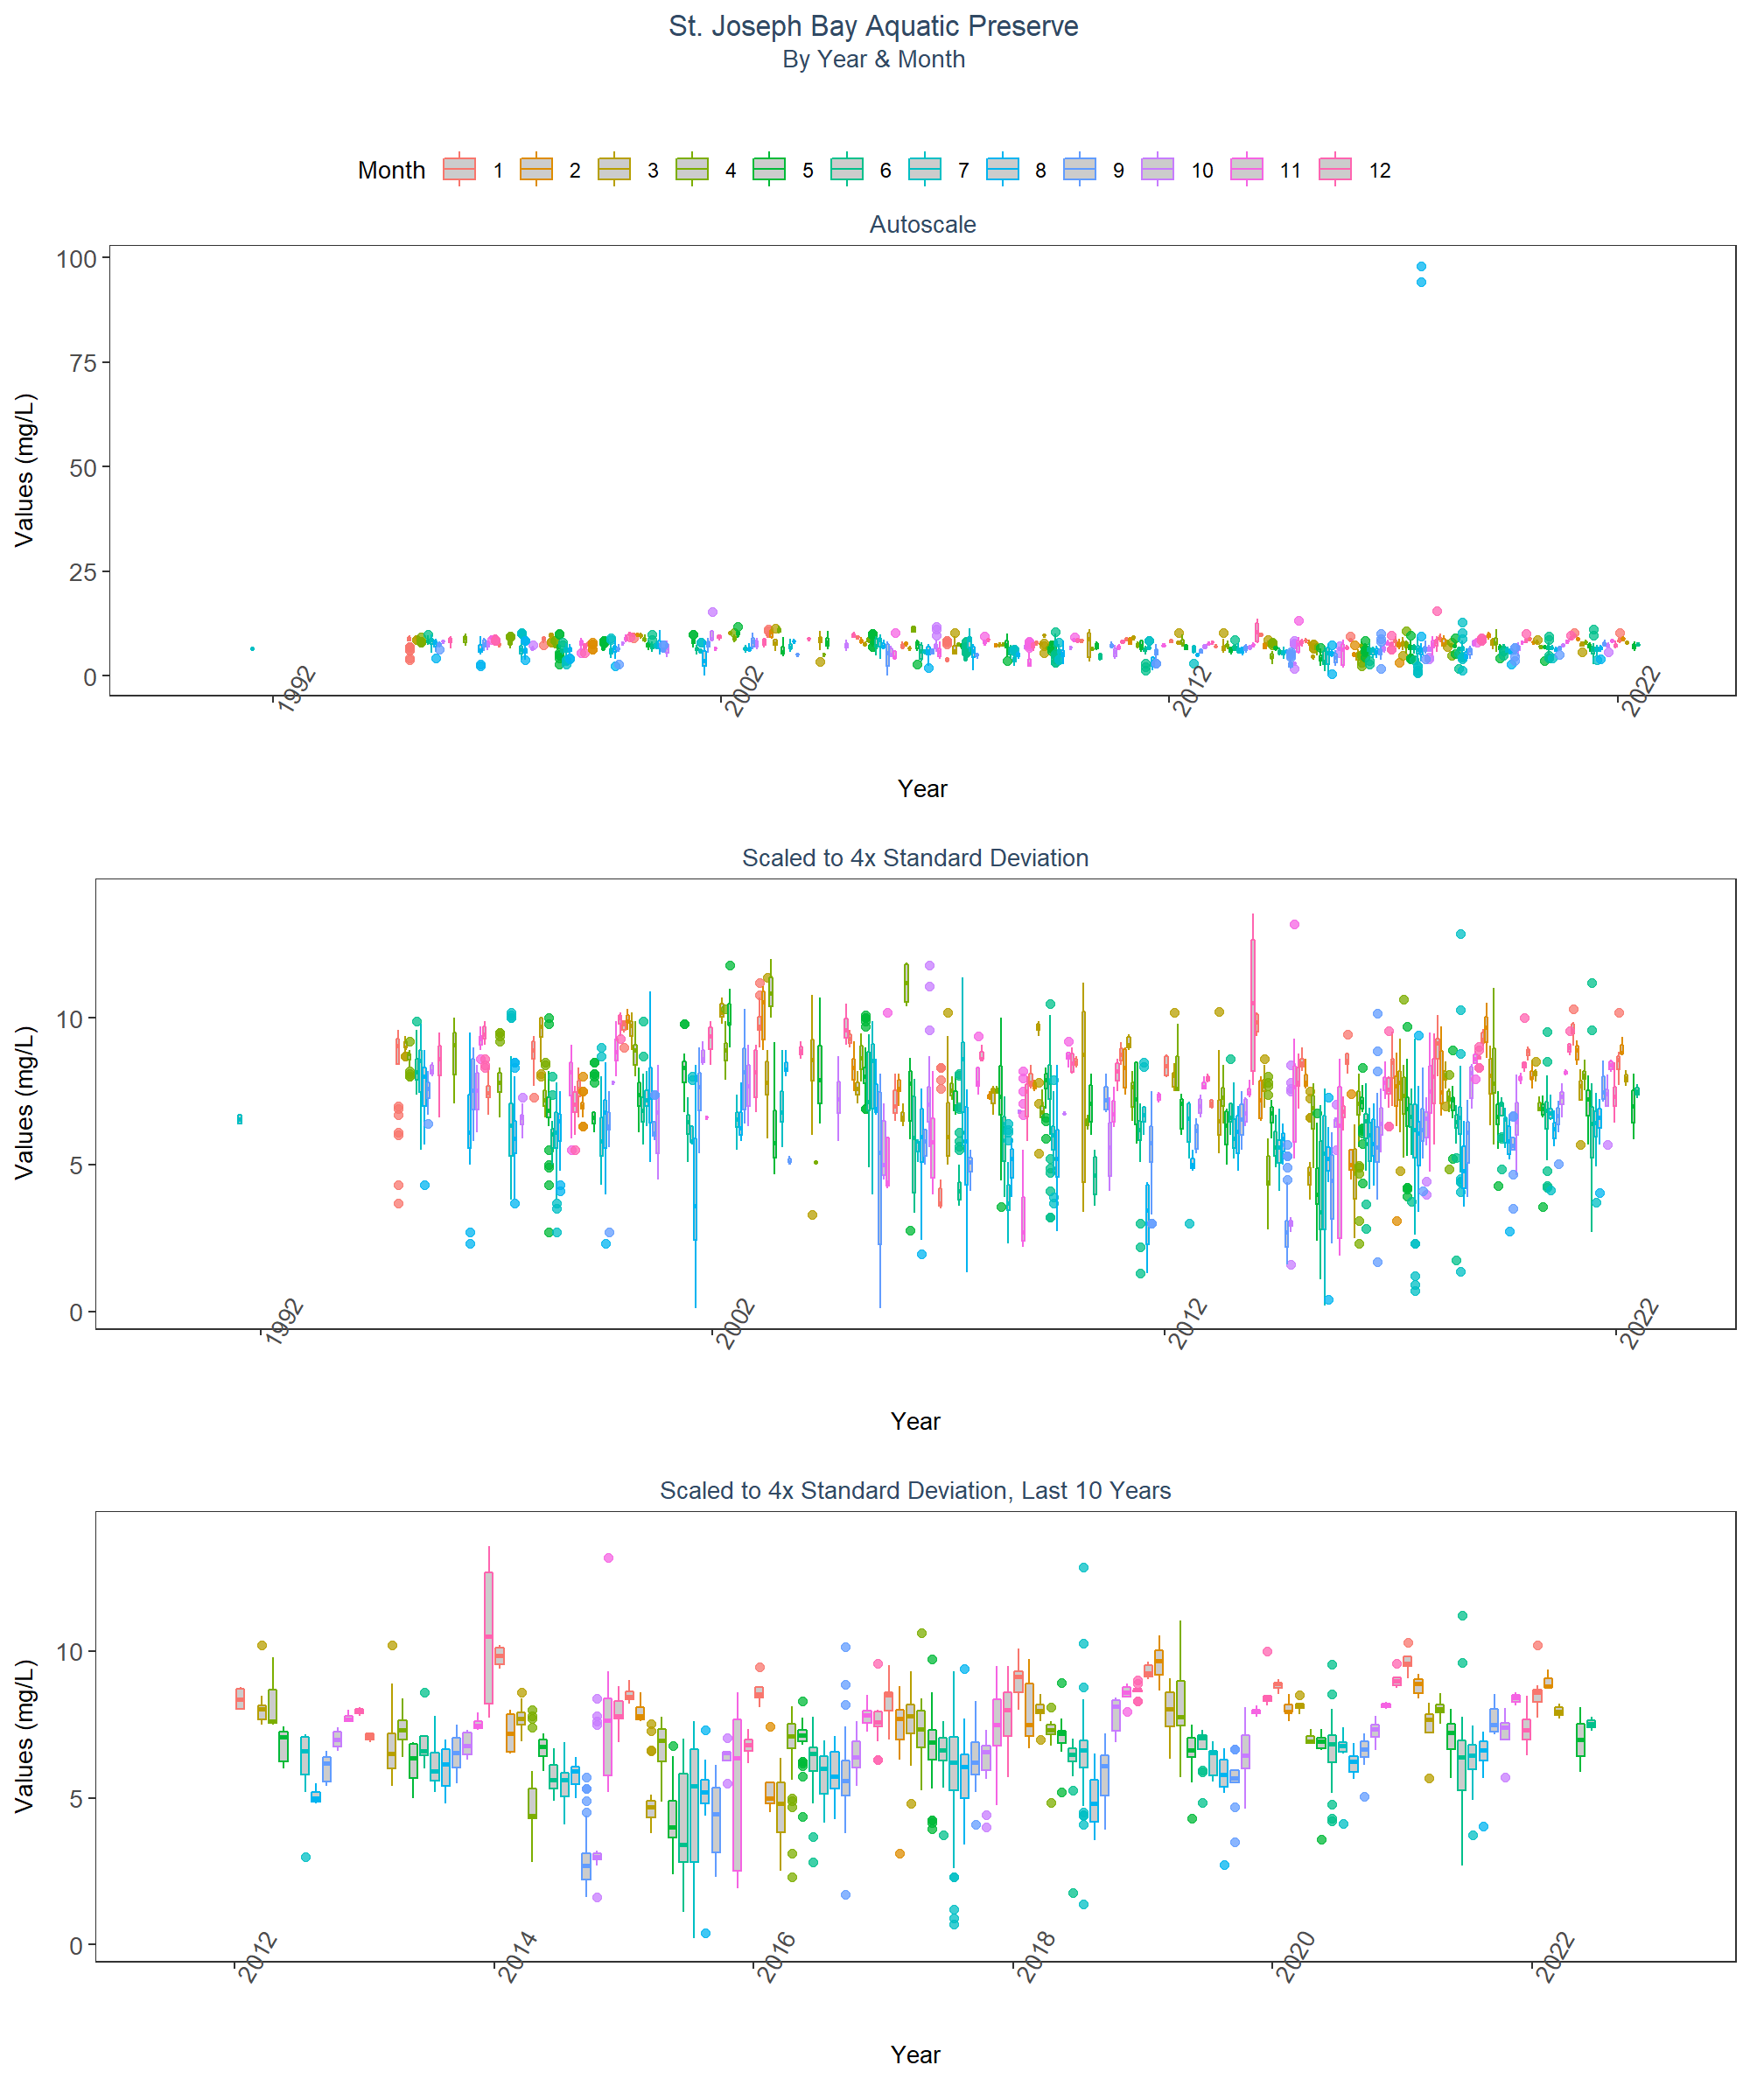 St. Joseph Bay Aquatic Preserve
By Year & Month
Month 1 2 3 4 5 6 7 8 9 10 11 12
Autoscale
Values (mg/L)
100
75
50
25
0
1992 2002 2012 2022
Year
Scaled to 4x Standard Deviation
Values (mg/L)
10
5
0
1992 2002 2012 2022
Year
Scaled to 4x Standard Deviation, Last 10 Years
Values (mg/L)
10
5
0
2012 2014 2016 2018 2020 2022
Year